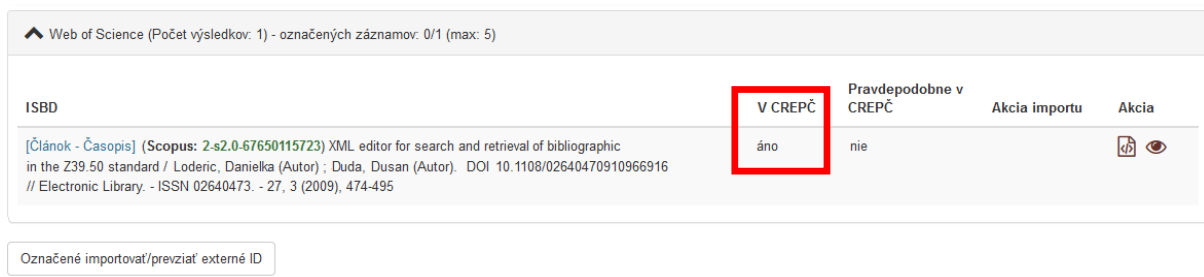 Web of Science (Počet výsledkov: 1) - označených záznamov: 0/1 (max: 5)
ISBD V CREPČ Pravdepodobne v CREPČ Akcia importu Akcia
[Článok - Časopis] (Scopus: 2-s2.0-67650115723) XML editor for search and retrieval of bibliographic áno nie
in the Z39.50 standard / Loderic, Danielka (Autor) ; Duda, Dusan (Autor). DOI 10.1108/02640470910966916
// Electronic Library. - ISSN 02640473. - 27, 3 (2009), 474-495
Označené importovať/prevziať externé ID